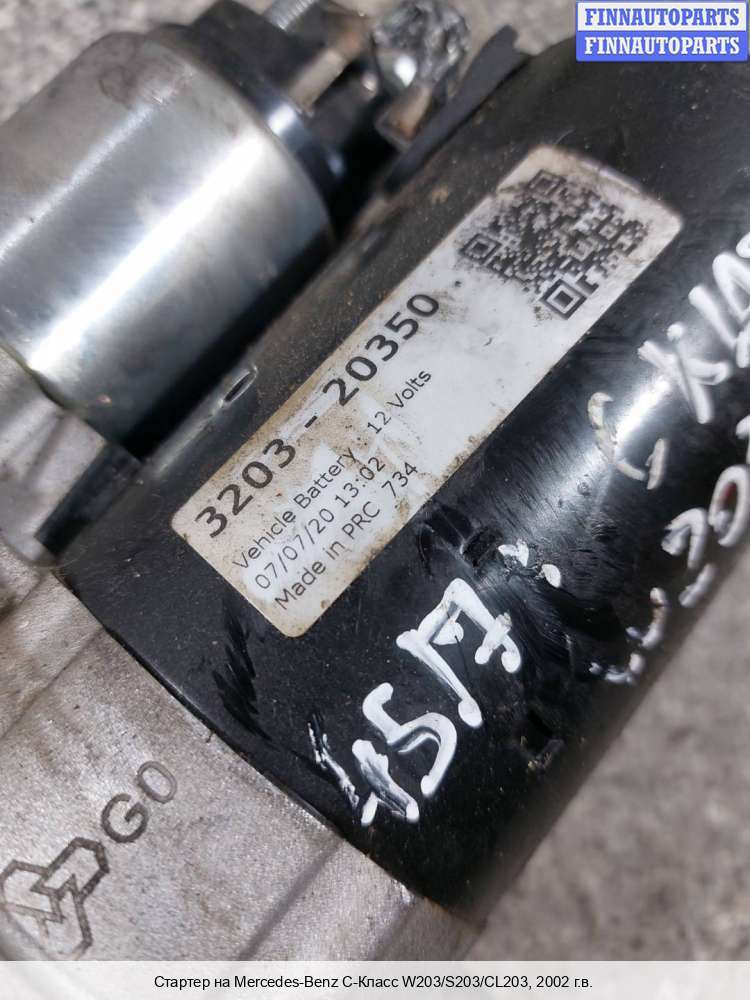 FINNAUTOPARTS
FINNAUTOPARTS
3203 - 20350
Vehicle Battery : 12 Volts
07/07/20 13:02
Made in PRC 734
GO
Стартер на Mercedes-Benz C-Класс W203/S203/CL203, 2002 г.в.